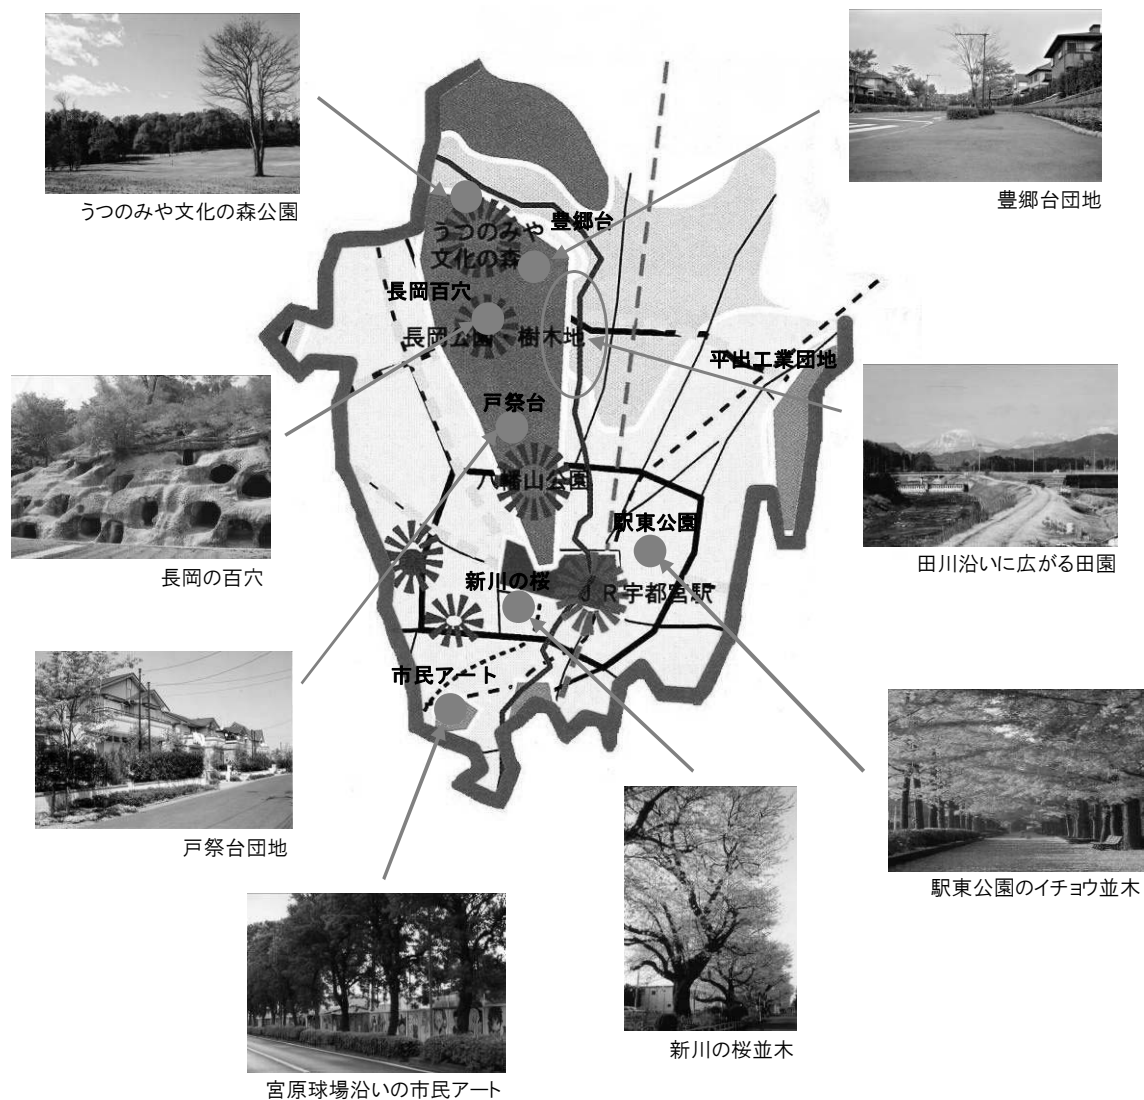 うつのみや文化の森公園
豊郷台団地
豊郷台
うつのみや
文化の森
長岡百穴
長岡公園・樹木地
平出工業団地
戸祭台
八幡山公園
駅東公園
長岡の百穴
田川沿いに広がる田園
新川の桜
JR宇都宮駅
市民アート
戸祭台団地
駅東公園のイチョウ並木
新川の桜並木
宮原球場沿いの市民アート